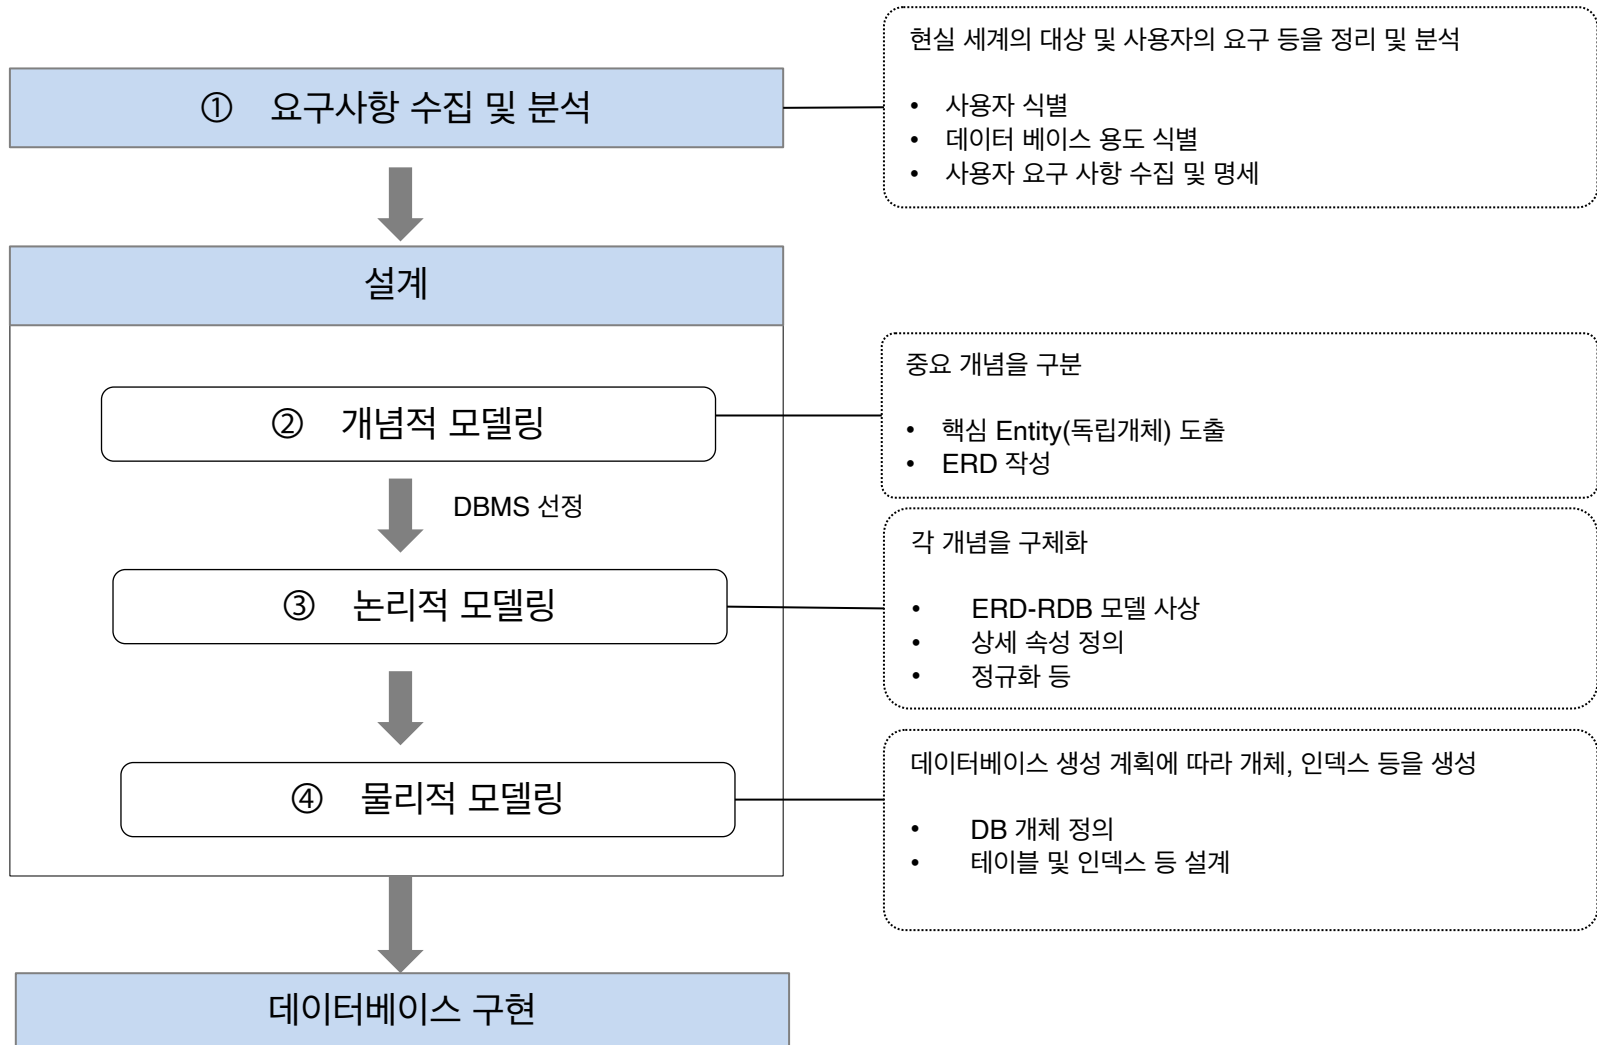 현실 세계의 대상 및 사용자의 요구 등을 정리 및 분석
① 요구사항 수집 및 분석
• 사용자 식별
• 데이터 베이스 용도 식별
• 사용자 요구 사항 수집 및 명세
설계
중요 개념을 구분
② 개념적 모델링
• 핵심 Entity(독립개체) 도출
• ERD 작성
DBMS 선정
각 개념을 구체화
③ 논리적 모델링
• ERD-RDB 모델 사상
• 상세 속성 정의
• 정규화 등
데이터베이스 생성 계획에 따라 개체, 인덱스 등을 생성
④ 물리적 모델링
• DB 개체 정의
• 테이블 및 인덱스 등 설계
데이터베이스 구현